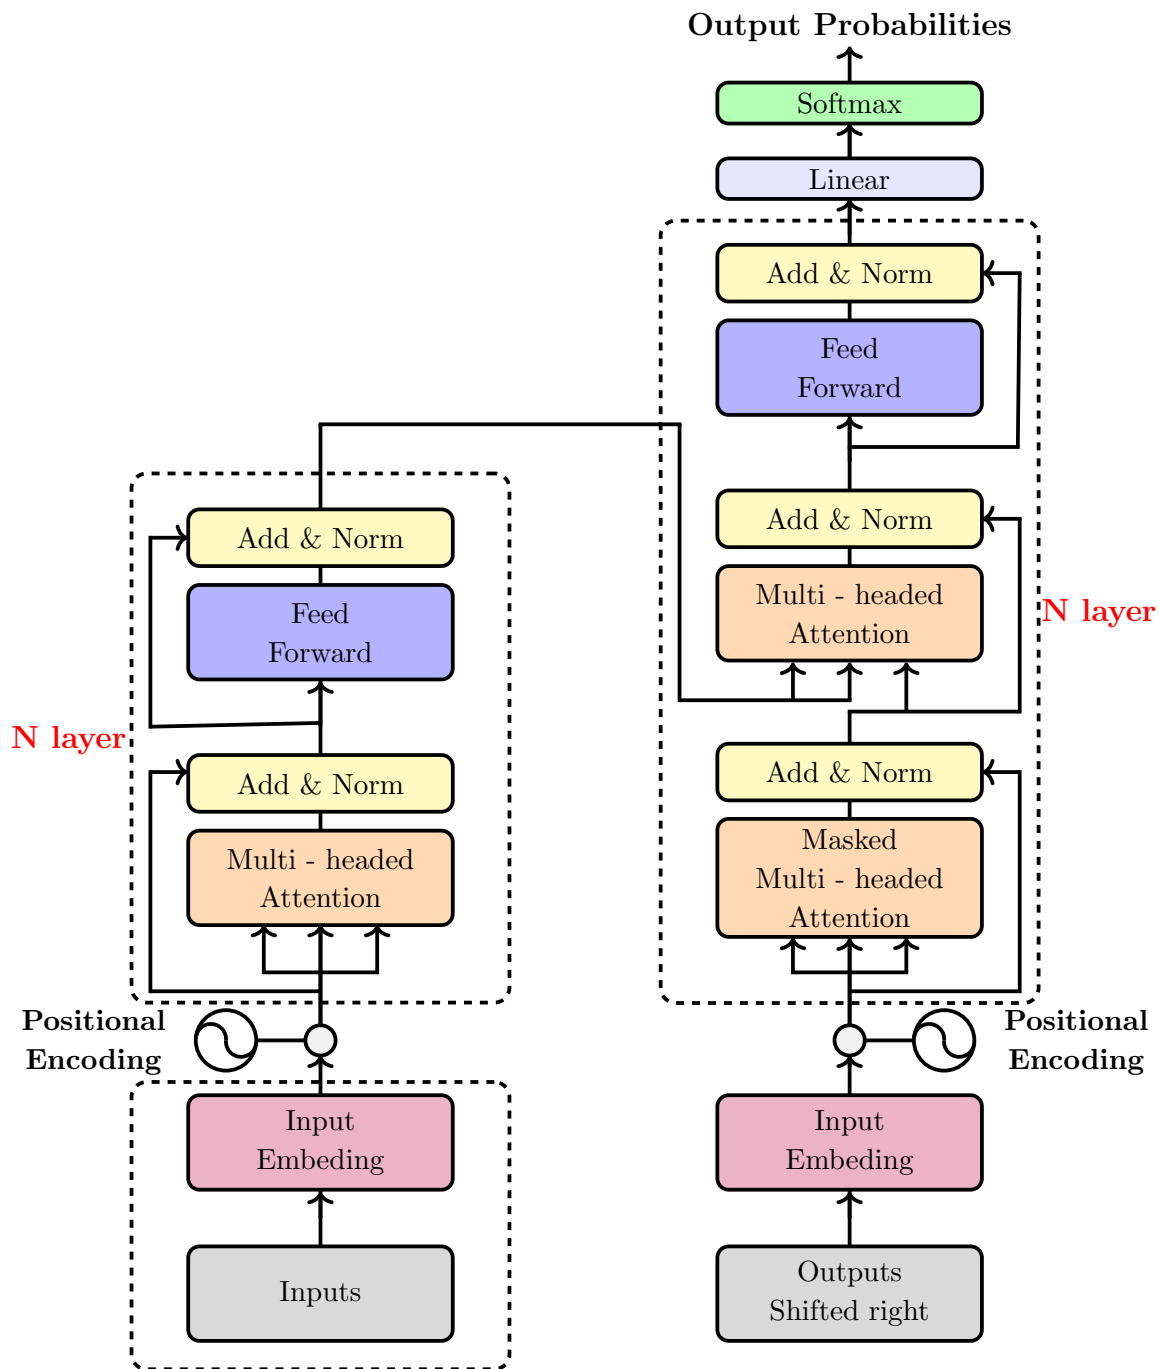 Output Probabilities
Softmax
Linear
Add & Norm
Feed
Forward
Add & Norm
Multi - headed
Attention
N layer
Add & Norm
Masked
Multi - headed
Attention
Positional
Encoding
Input
Embeding
Outputs
Shifted right
Add & Norm
Feed
Forward
N layer
Add & Norm
Multi - headed
Attention
Positional
Encoding
Input
Embeding
Inputs